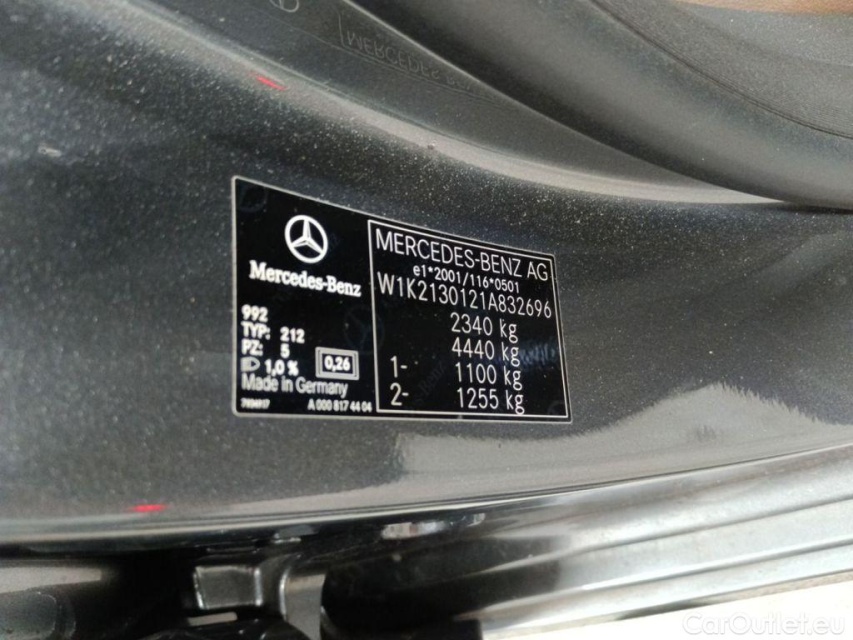 Mercedes-Benz
992
TYP: 212
PZ: 5
1,0 %
0,26
Made in Germany
A 000 817 44 04
MERCEDES-BENZ AG
e1*2001/116*0501
W1K2130121A832696
2340 kg
4440 kg
1- 1100 kg
2- 1255 kg
CarOutlet.eu